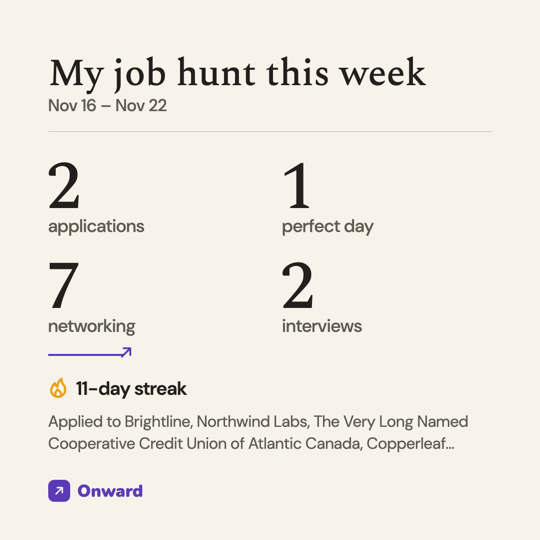 My job hunt this week
Nov 16 – Nov 22
2
applications
1
perfect day
7
networking
2
interviews
11-day streak
Applied to Brightline, Northwind Labs, The Very Long Named
Cooperative Credit Union of Atlantic Canada, Copperleaf...
Onward